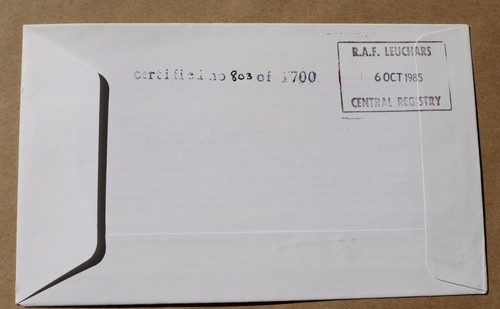 certified no 803 of 1700
R.A.F. LEUCHARS
6 OCT 1985
CENTRAL REGISTRY